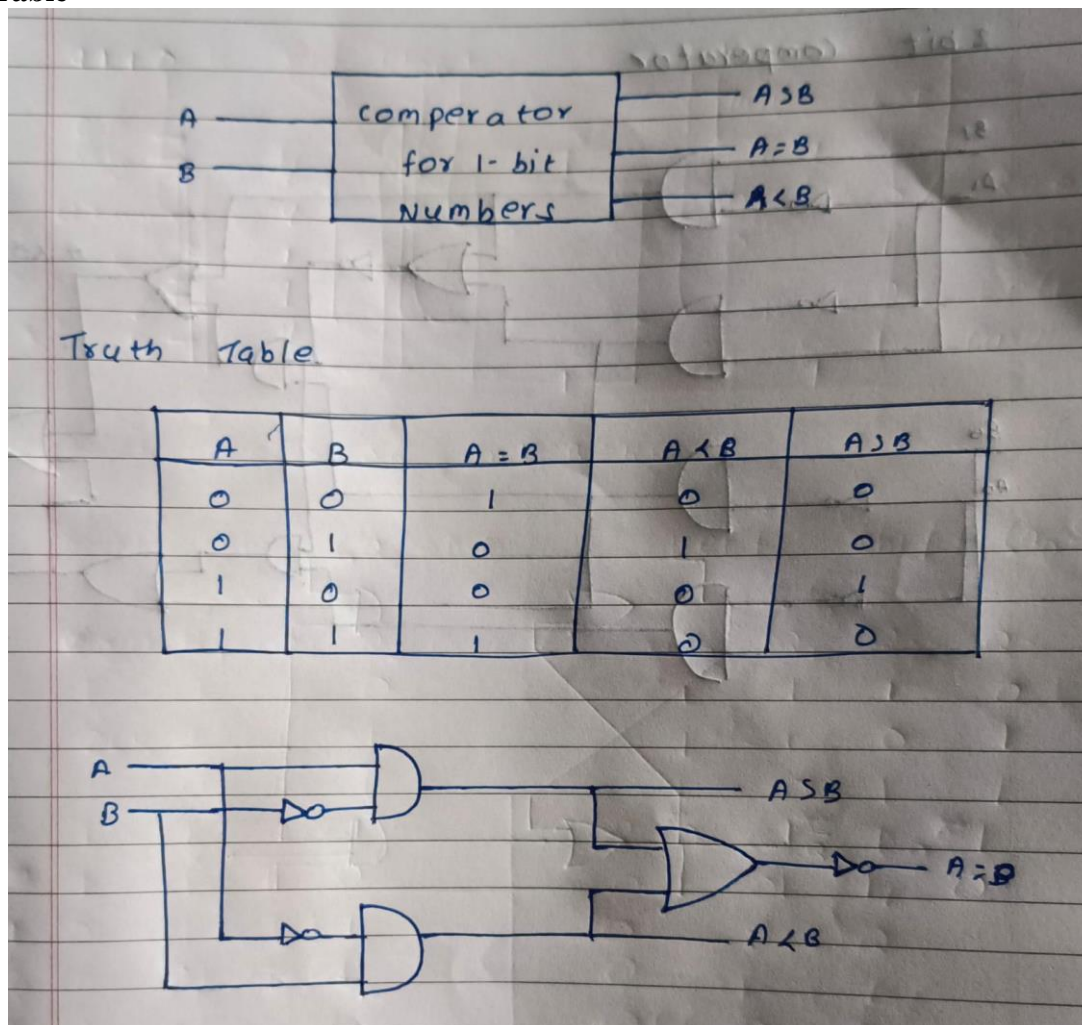 A
B
comperator
for 1-bit
Numbers
A>B
A=B
A<B
Truth Table
A B A=B A<B A>B
0 0 1 0 0
0 1 0 1 0
1 0 0 0 1
1 1 1 0 0
A
B
A>B
A=B
A<B